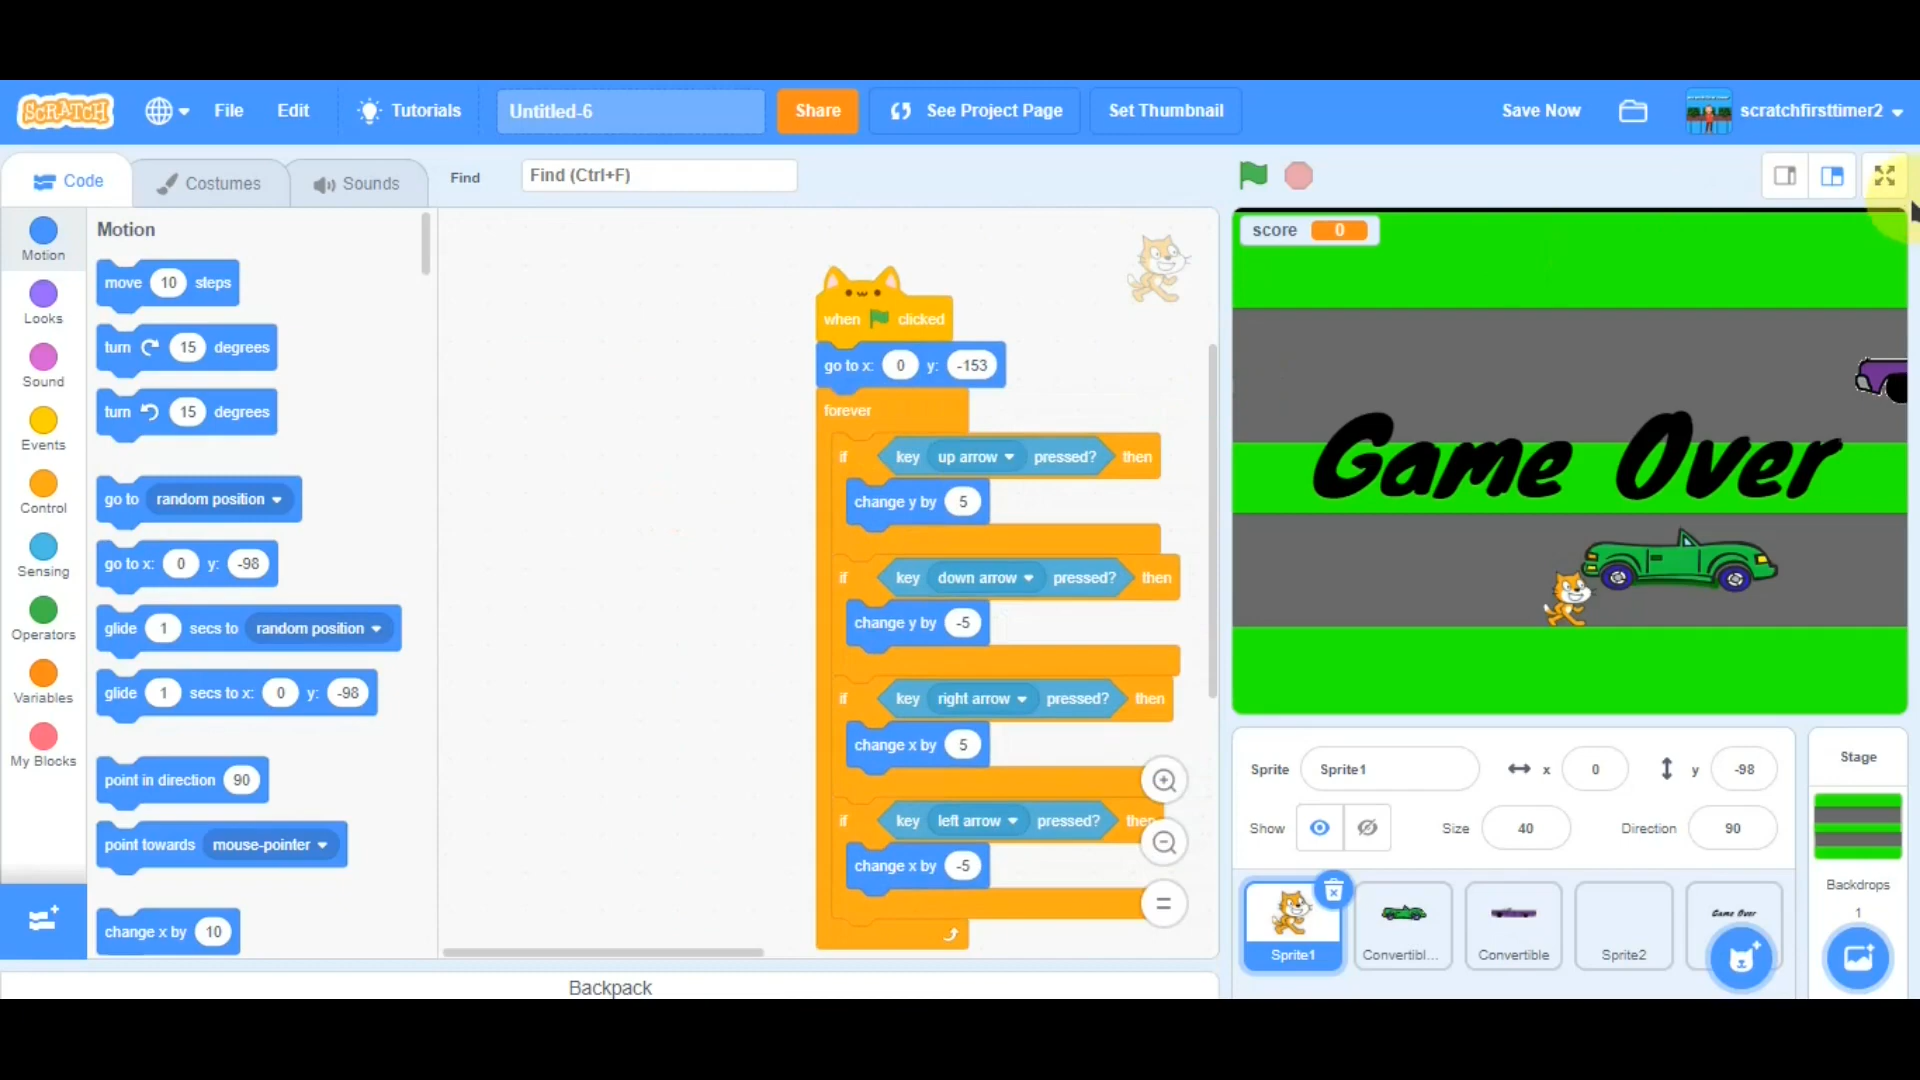 SCRATCH File Edit Tutorials Untitled-6 Share See Project Page Set Thumbnail Save Now scratchfirsttimer2
Code Costumes Sounds Find Find (Ctrl+F)
Motion
Looks
Sound
Events
Control
Sensing
Operators
Variables
My Blocks
Motion
move 10 steps
turn 15 degrees
turn 15 degrees
go to random position
go to x: 0 y: -98
glide 1 secs to random position
glide 1 secs to x: 0 y: -98
point in direction 90
point towards mouse-pointer
change x by 10
when clicked
go to x: 0 y: -153
forever
if key up arrow pressed? then
change y by 5
if key down arrow pressed? then
change y by -5
if key right arrow pressed? then
change x by 5
if key left arrow pressed? then
change x by -5
Backpack
score 0
Game Over
Sprite Sprite1 x 0 y -98
Show Size 40 Direction 90
Sprite1 Convertibl... Convertible Sprite2 Game Over
Stage
Backdrops
1